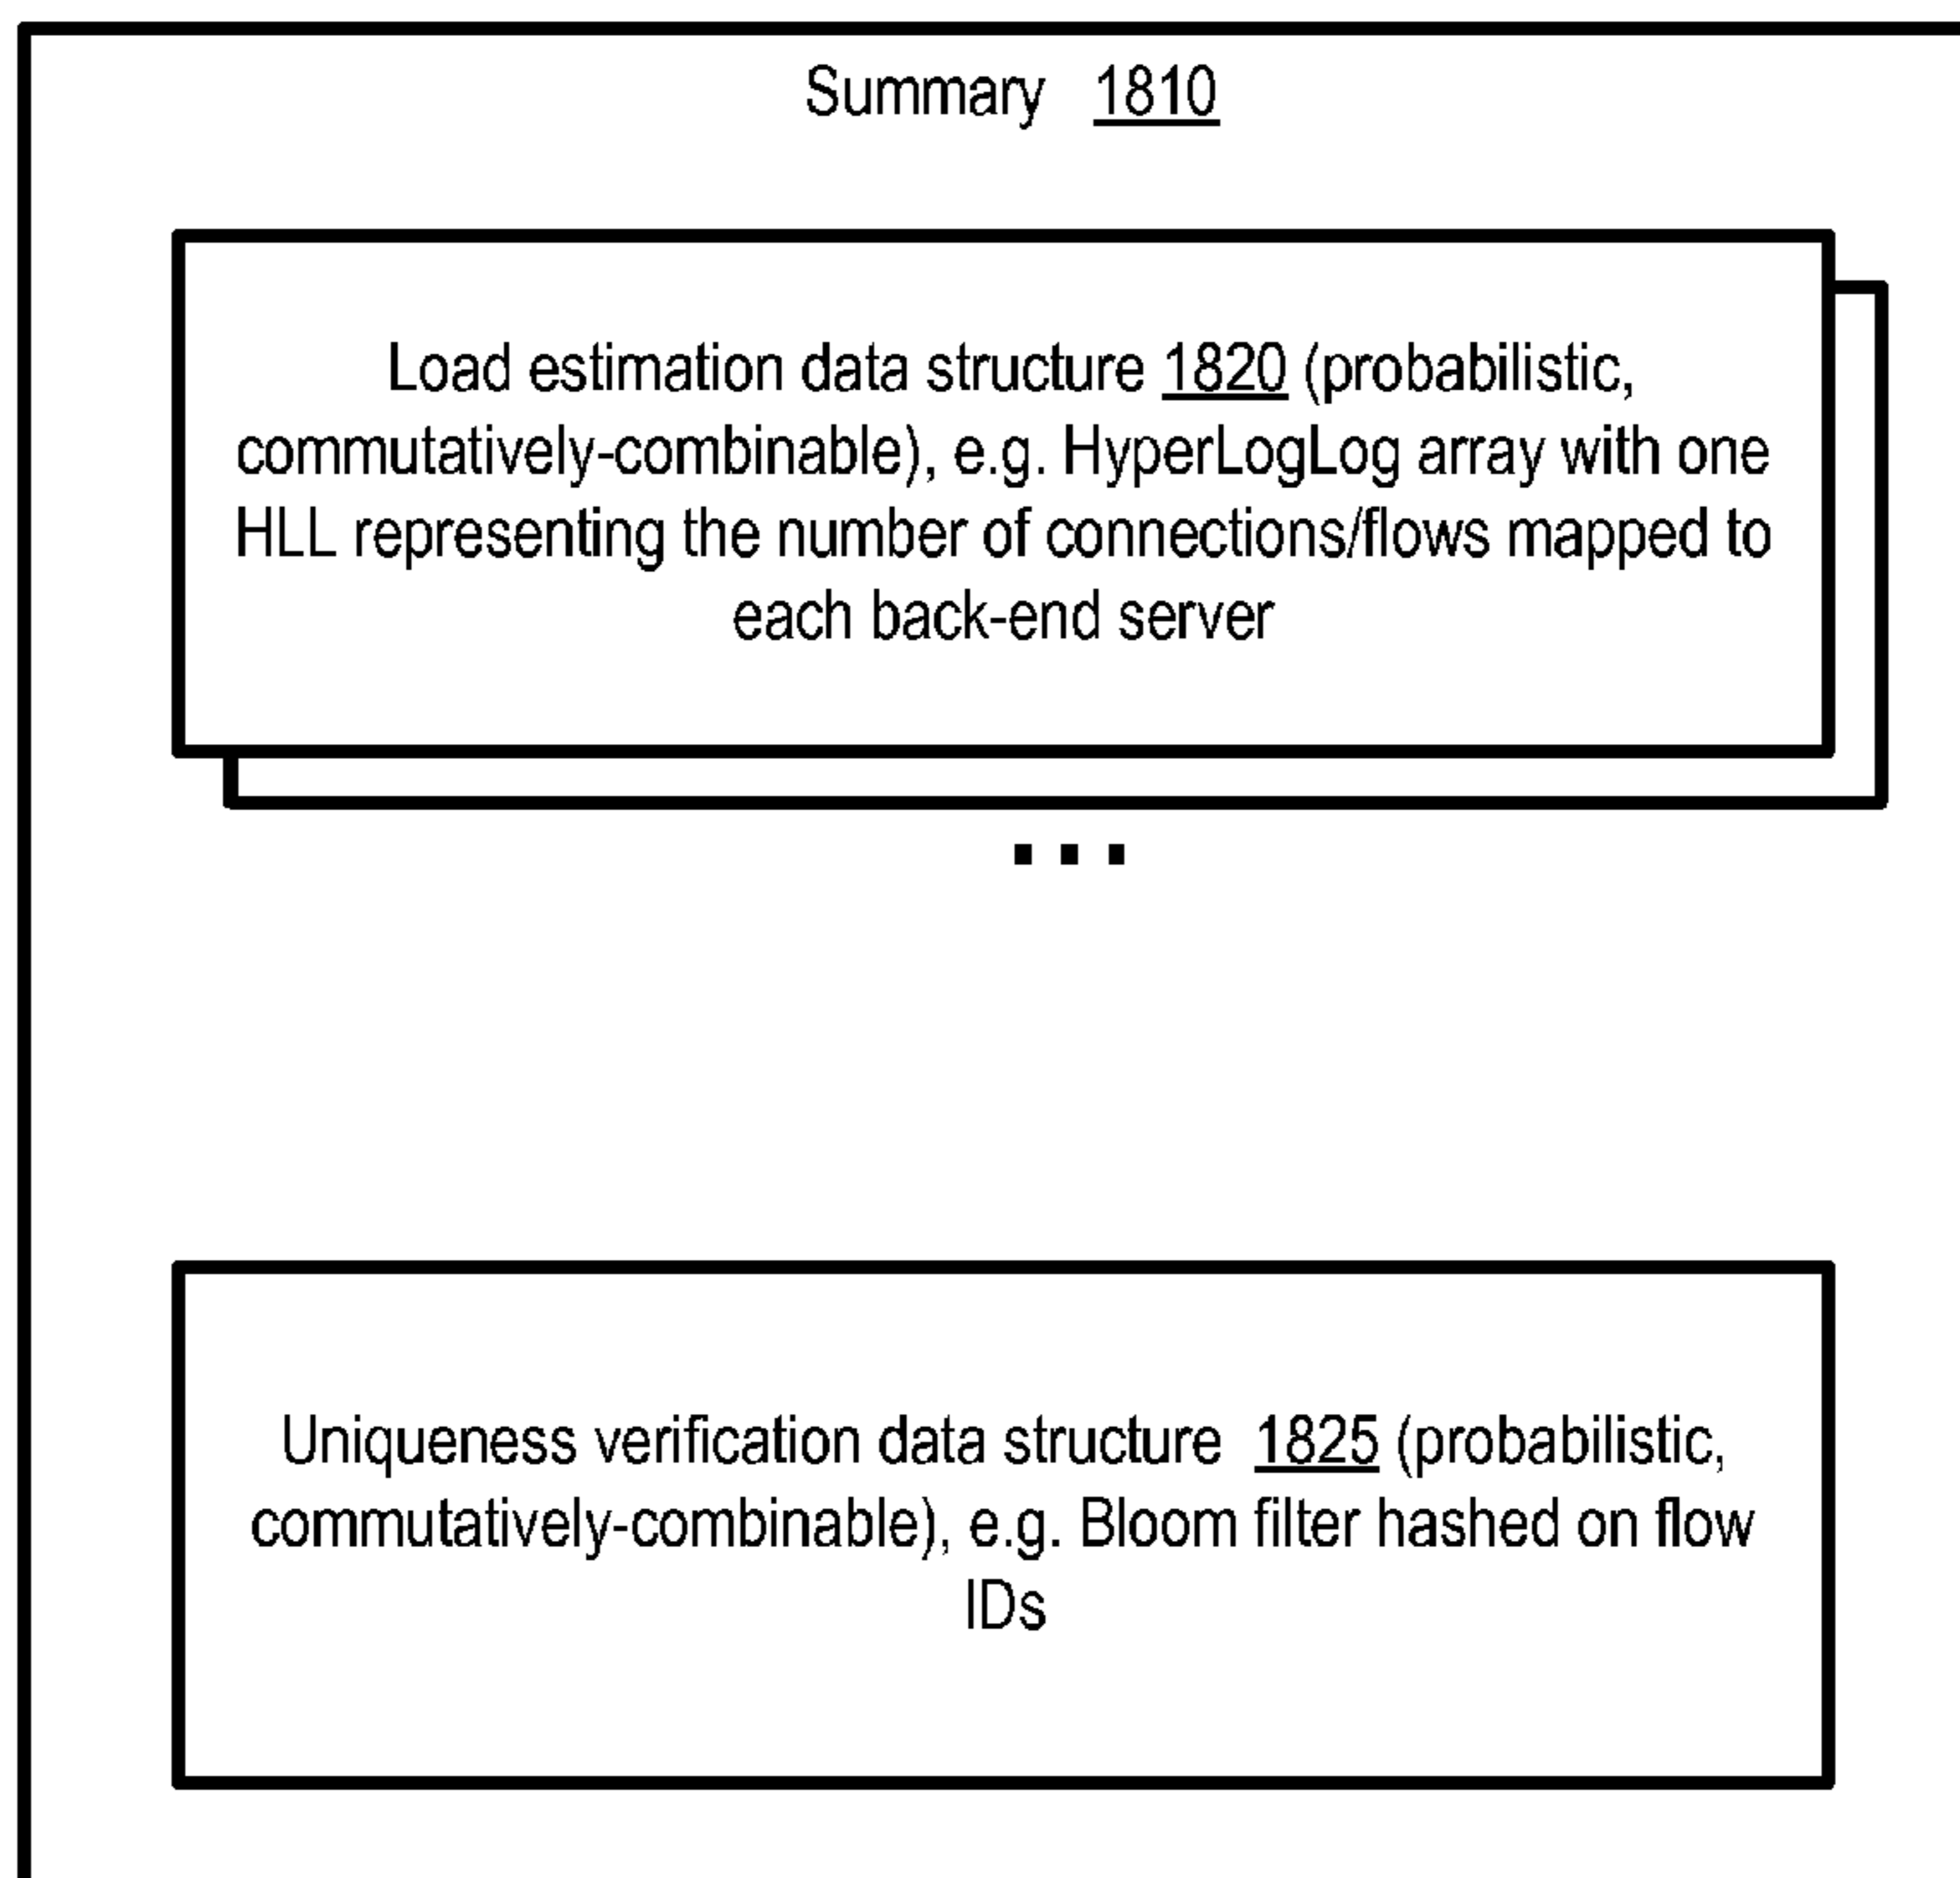 Summary 1810
Load estimation data structure 1820 (probabilistic,
commutatively-combinable), e.g. HyperLogLog array with one
HLL representing the number of connections/flows mapped to
each back-end server
...
Uniqueness verification data structure 1825 (probabilistic,
commutatively-combinable), e.g. Bloom filter hashed on flow
IDs